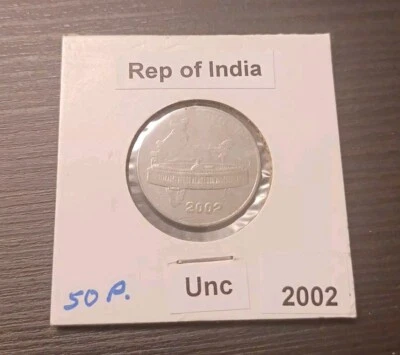 Rep of India
2002
50 P.
Unc
2002